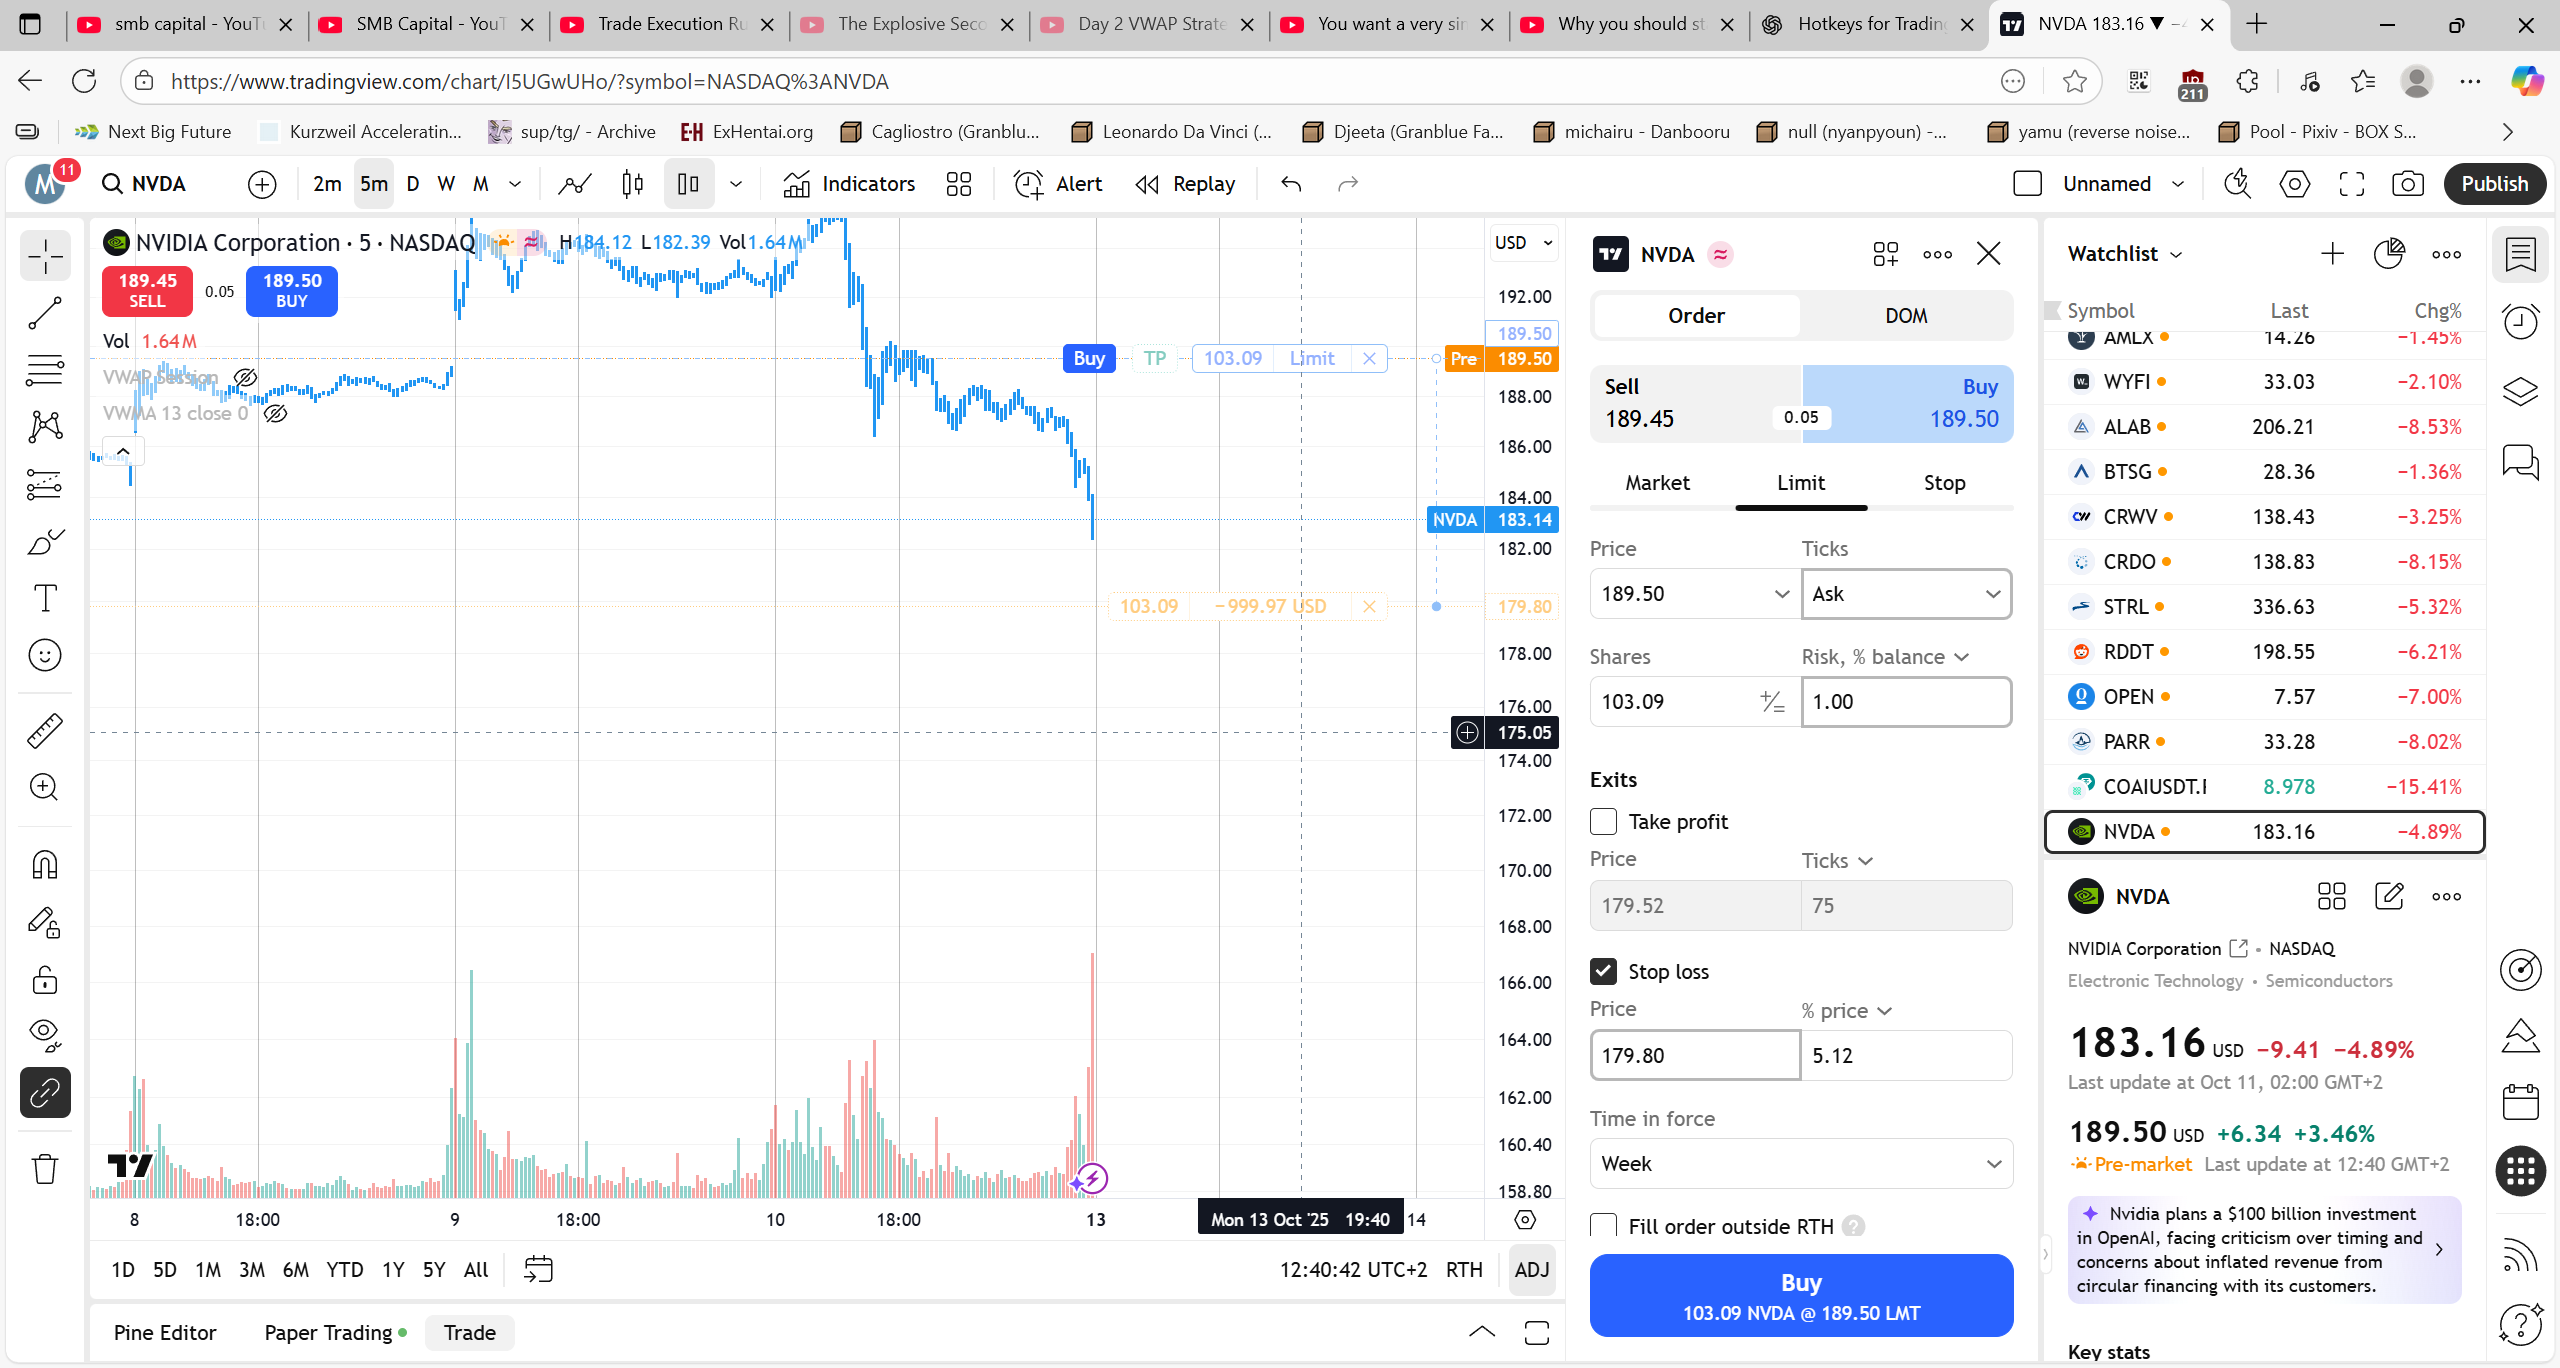 smb capital - YouTu
SMB Capital - YouT
Trade Execution Ru
The Explosive Seco
Day 2 VWAP Strate
You want a very sin
Why you should st
Hotkeys for Trading
NVDA 183.16 ▼ −4
https://www.tradingview.com/chart/I5UGwUHo/?symbol=NASDAQ%3ANVDA
211
Next Big Future
Kurzweil Acceleratin...
sup/tg/ - Archive
E-H ExHentai.org
Cagliostro (Granblu...
Leonardo Da Vinci (...
Djeeta (Granblue Fa...
michairu - Danbooru
null (nyanpyoun) -...
yamu (reverse noise...
Pool - Pixiv - BOX S...
M 11
NVDA
2m 5m D W M
Indicators
Alert
Replay
Unnamed
Publish
NVIDIA Corporation · 5 · NASDAQ H184.12 L182.39 Vol1.64M
189.45 SELL
0.05
189.50 BUY
Vol 1.64M
VWAP Session
VWMA 13 close 0
Buy TP 103.09 Limit
103.09 −999.97 USD
USD
192.00
189.50
Pre 189.50
188.00
186.00
184.00
NVDA 183.14
182.00
179.80
178.00
176.00
175.05
174.00
172.00
170.00
168.00
166.00
164.00
162.00
160.40
158.80
8 18:00 9 18:00 10 18:00 13 Mon 13 Oct '25 19:40 14
1D 5D 1M 3M 6M YTD 1Y 5Y All
12:40:42 UTC+2 RTH ADJ
Pine Editor Paper Trading Trade
NVDA
Order DOM
Sell Buy
189.45 0.05 189.50
Market Limit Stop
Price Ticks
189.50 Ask
Shares Risk, % balance
103.09 1.00
Exits
Take profit
Price Ticks
179.52 75
Stop loss
Price % price
179.80 5.12
Time in force
Week
Fill order outside RTH
Buy
103.09 NVDA @ 189.50 LMT
Watchlist
Symbol Last Chg%
AMLX 14.26 −1.45%
WYFI 33.03 −2.10%
ALAB 206.21 −8.53%
BTSG 28.36 −1.36%
CRWV 138.43 −3.25%
CRDO 138.83 −8.15%
STRL 336.63 −5.32%
RDDT 198.55 −6.21%
OPEN 7.57 −7.00%
PARR 33.28 −8.02%
COAIUSDT.F 8.978 −15.41%
NVDA 183.16 −4.89%
NVDA
NVIDIA Corporation • NASDAQ
Electronic Technology • Semiconductors
183.16 USD −9.41 −4.89%
Last update at Oct 11, 02:00 GMT+2
189.50 USD +6.34 +3.46%
Pre-market Last update at 12:40 GMT+2
Nvidia plans a $100 billion investment
in OpenAI, facing criticism over timing and
concerns about inflated revenue from
circular financing with its customers.
Key stats